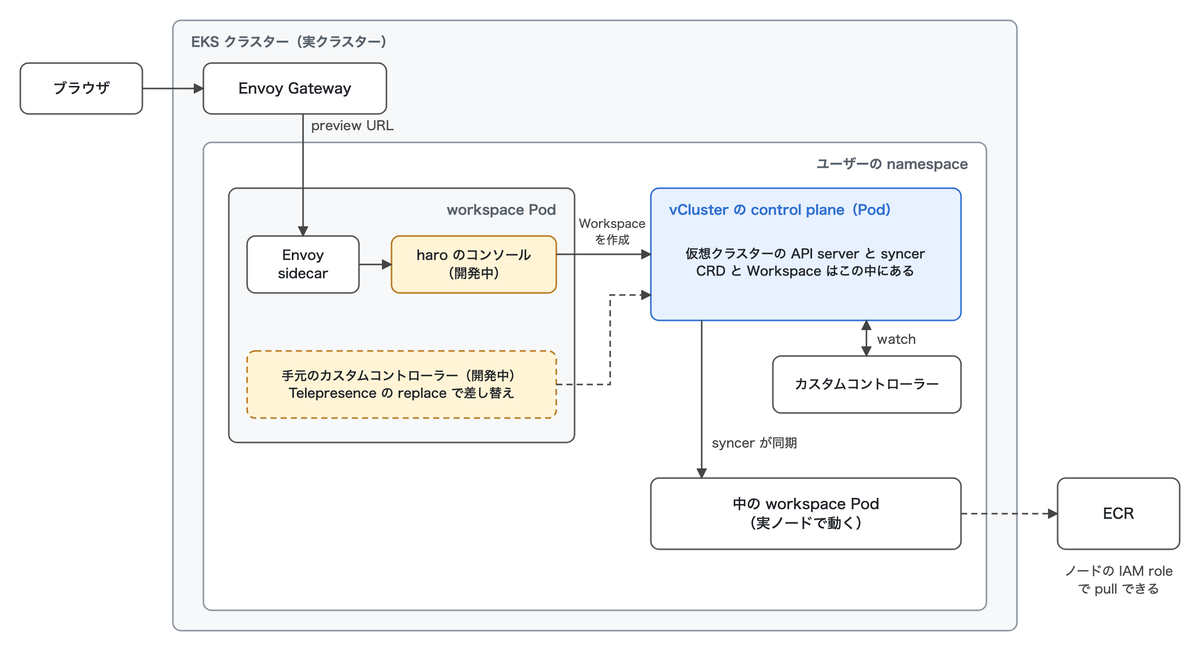 EKS クラスター（実クラスター）
ブラウザ
Envoy Gateway
preview URL
ユーザーの namespace
workspace Pod
Envoy
sidecar
haro のコンソール
（開発中）
Workspace
を作成
vCluster の control plane（Pod）
仮想クラスターの API server と syncer
CRD と Workspace はこの中にある
watch
手元のカスタムコントローラー（開発中）
Telepresence の replace で差し替え
カスタムコントローラー
syncer が同期
中の workspace Pod
（実ノードで動く）
ECR
ノードの IAM role
で pull できる